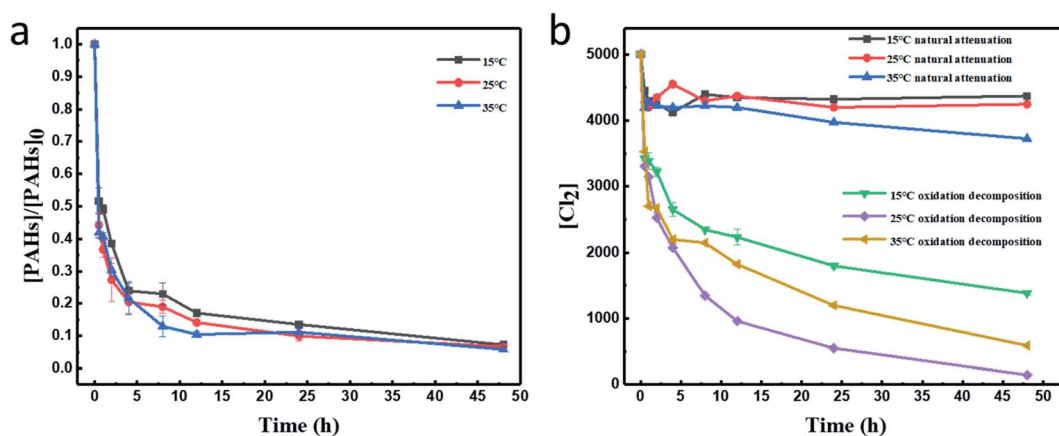 a
[PAHs]/[PAHs]0
1.0
0.9
0.8
0.7
0.6
0.5
0.4
0.3
0.2
0.1
0.0
15°C
25°C
35°C
0 5 10 15 20 25 30 35 40 45 50
Time (h)
b
[Cl2]
5000
4000
3000
2000
1000
0
15°C natural attenuation
25°C natural attenuation
35°C natural attenuation
15°C oxidation decomposition
25°C oxidation decomposition
35°C oxidation decomposition
0 5 10 15 20 25 30 35 40 45 50
Time (h)